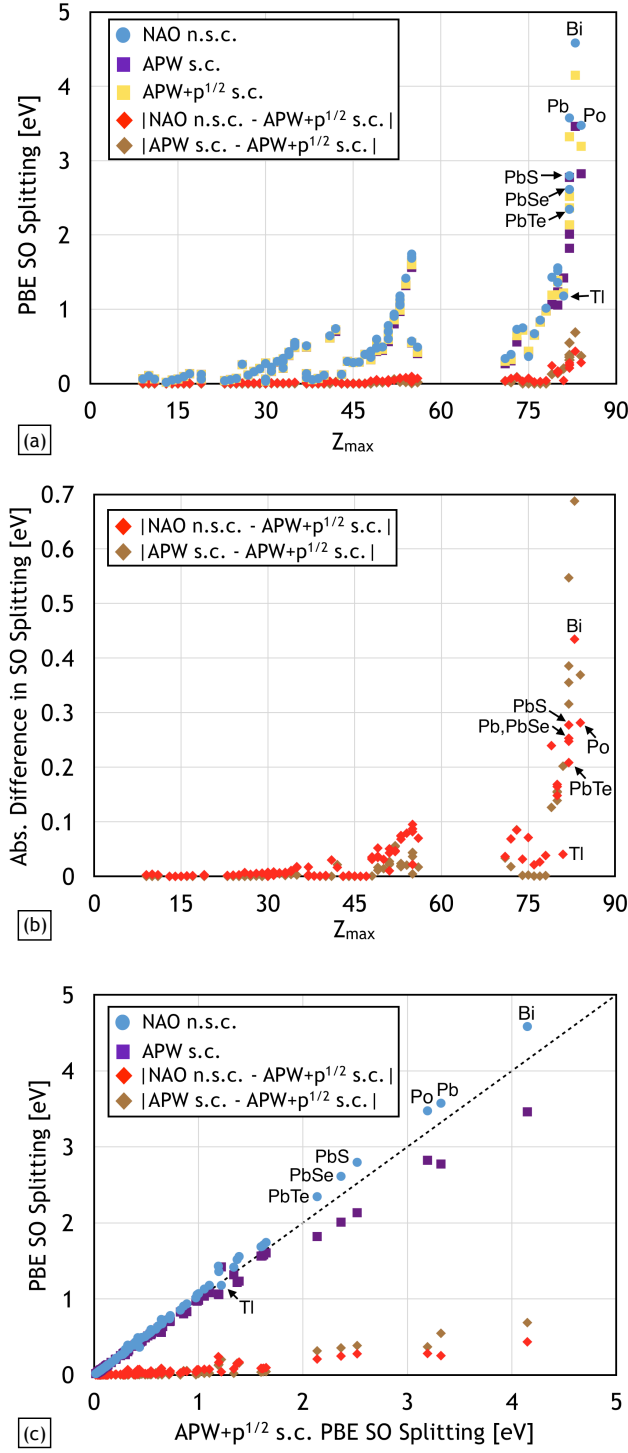 5
4
3
2
1
0
PBE SO Splitting [eV]
NAO n.s.c.
APW s.c.
APW+p1/2 s.c.
|NAO n.s.c. - APW+p1/2 s.c.|
|APW s.c. - APW+p1/2 s.c.|
Bi
Pb
Po
PbS
PbSe
PbTe
Tl
0 15 30 45 60 75 90
Zmax
(a)
0.7
0.6
0.5
0.4
0.3
0.2
0.1
0
Abs. Difference in SO Splitting [eV]
|NAO n.s.c. - APW+p1/2 s.c.|
|APW s.c. - APW+p1/2 s.c.|
Bi
PbS
Pb,PbSe
Po
PbTe
Tl
0 15 30 45 60 75 90
Zmax
(b)
5
4
3
2
1
0
PBE SO Splitting [eV]
NAO n.s.c.
APW s.c.
|NAO n.s.c. - APW+p1/2 s.c.|
|APW s.c. - APW+p1/2 s.c.|
Bi
Po Pb
PbS
PbSe
PbTe
Tl
0 1 2 3 4 5
APW+p1/2 s.c. PBE SO Splitting [eV]
(c)